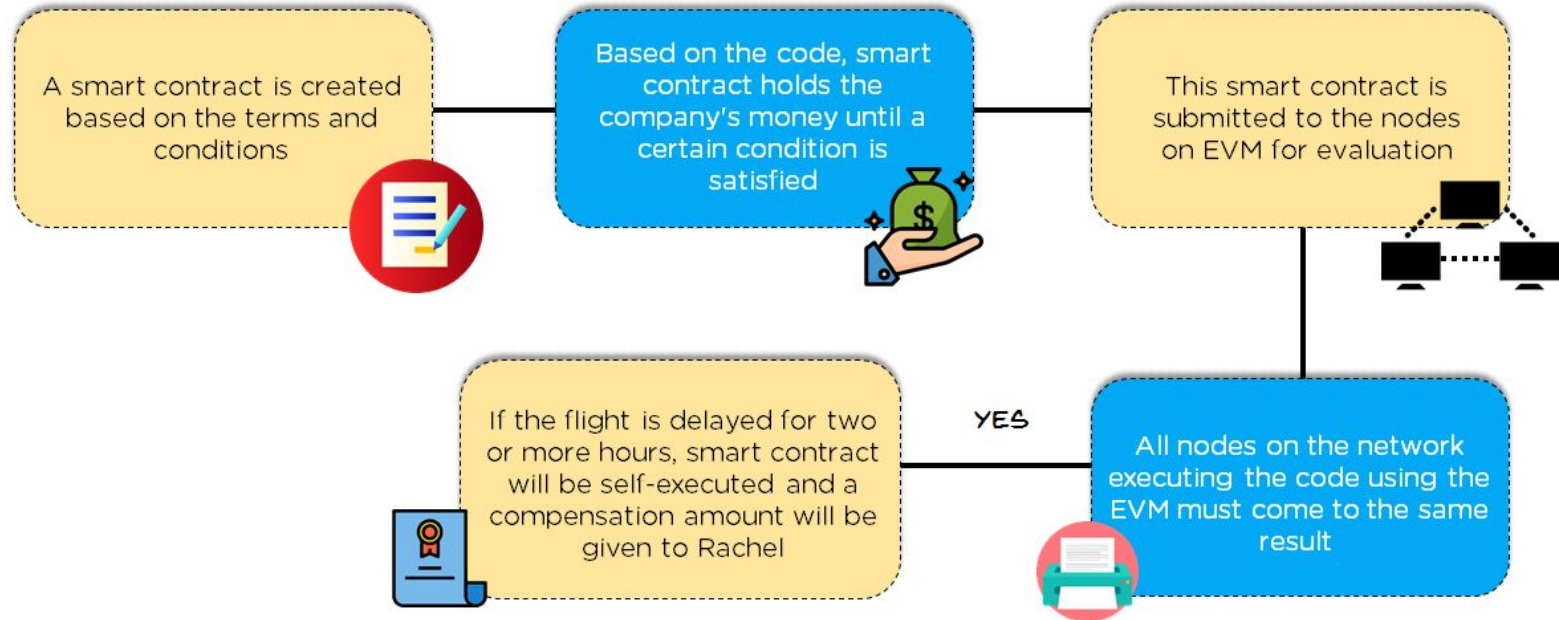 A smart contract is created
based on the terms and
conditions
Based on the code, smart
contract holds the
company's money until a
certain condition is
satisfied
This smart contract is
submitted to the nodes
on EVM for evaluation
If the flight is delayed for two
or more hours, smart contract
will be self-executed and a
compensation amount will be
given to Rachel
YES
All nodes on the network
executing the code using the
EVM must come to the same
result